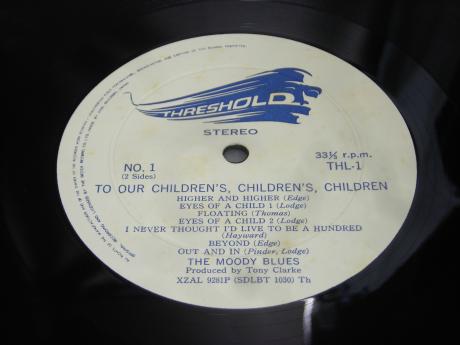 THRESHOLD
STEREO
NO. 1
(2 Sides)
33⅓ r.p.m.
THL-1
TO OUR CHILDREN'S, CHILDREN'S, CHILDREN
HIGHER AND HIGHER (Edge)
EYES OF A CHILD 1 (Lodge)
FLOATING (Thomas)
EYES OF A CHILD 2 (Lodge)
I NEVER THOUGHT I'D LIVE TO BE A HUNDRED
(Hayward)
BEYOND (Edge)
OUT AND IN (Pinder, Lodge)
THE MOODY BLUES
Produced by Tony Clarke
XZAL 9281P (SDLBT 1030) Th